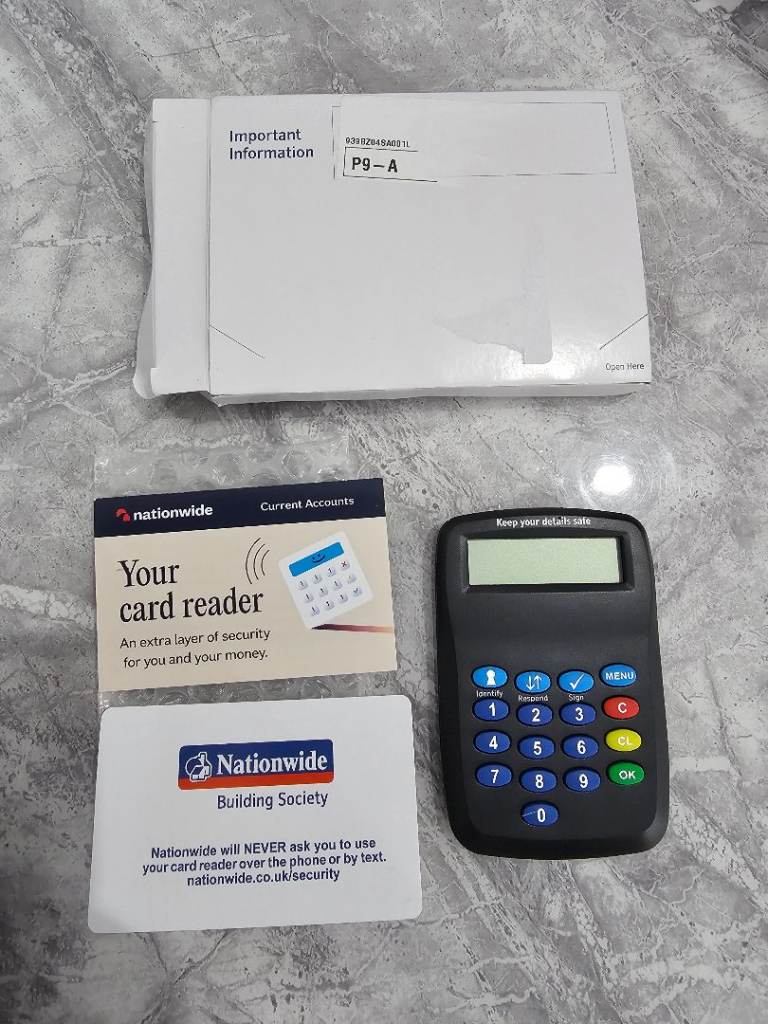 Important
Information
939BZ04SA001L
P9-A
Open Here
nationwide
Current Accounts
Your
card reader
An extra layer of security
for you and your money.
Nationwide
Building Society
Nationwide will NEVER ask you to use
your card reader over the phone or by text.
nationwide.co.uk/security
Keep your details safe
MENU
Identify Respond Sign
1 2 3 C
4 5 6 CL
7 8 9 OK
0